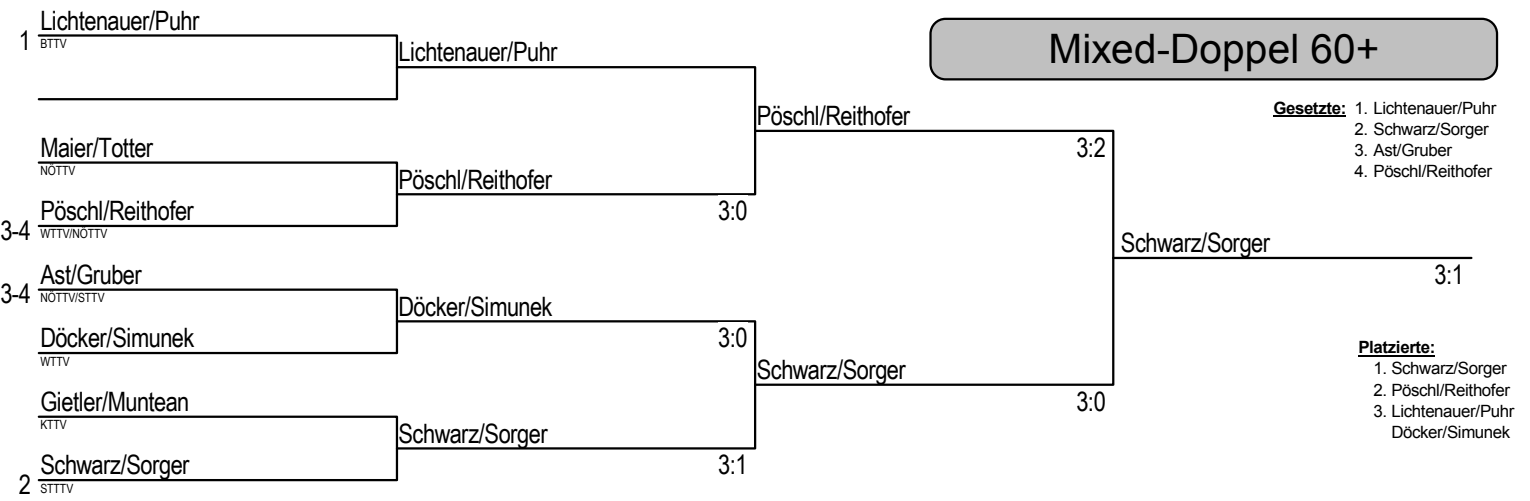 Mixed-Doppel 60+
Gesetzte: 1. Lichtenauer/Puhr
2. Schwarz/Sorger
3. Ast/Gruber
4. Pöschl/Reithofer
1 Lichtenauer/Puhr
BTTV
Maier/Totter
NÖTTV
3-4 Pöschl/Reithofer
WTTV/NÖTTV
3-4 Ast/Gruber
NÖTTV/STTV
Döcker/Simunek
WTTV
Gietler/Muntean
KTTV
2 Schwarz/Sorger
STTTV
Lichtenauer/Puhr
Pöschl/Reithofer
3:0
Döcker/Simunek
3:0
Schwarz/Sorger
3:1
Pöschl/Reithofer
3:2
Schwarz/Sorger
3:0
Schwarz/Sorger
3:1
Platzierte:
1. Schwarz/Sorger
2. Pöschl/Reithofer
3. Lichtenauer/Puhr
Döcker/Simunek